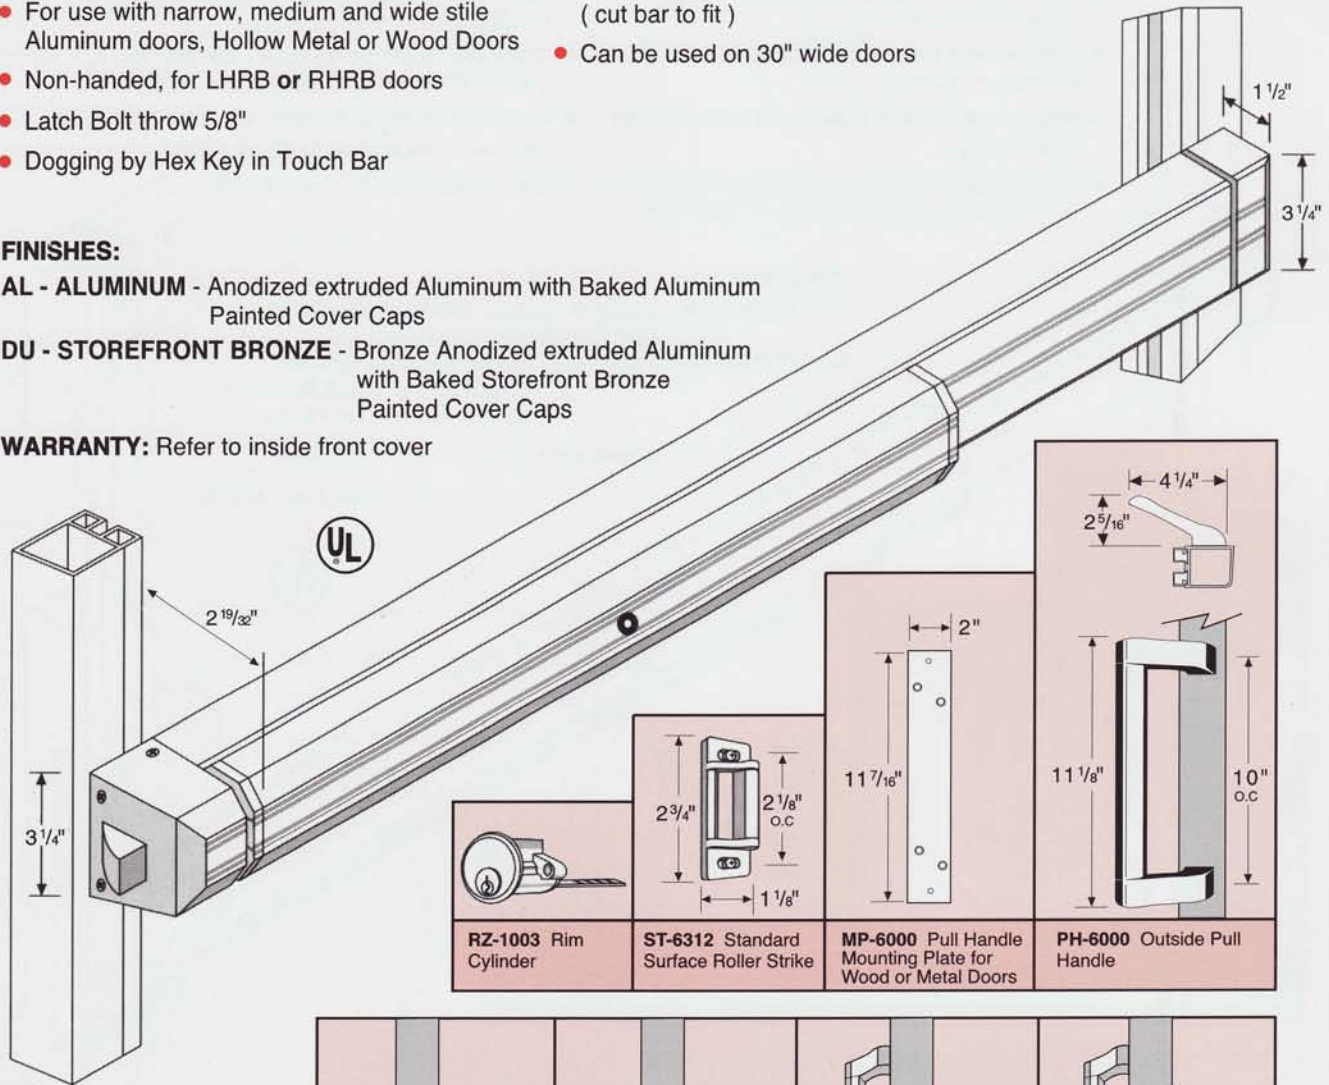 For use with narrow, medium and wide stile
Aluminum doors, Hollow Metal or Wood Doors
Non-handed, for LHRB or RHRB doors
Latch Bolt throw 5/8"
Dogging by Hex Key in Touch Bar
( cut bar to fit )
Can be used on 30" wide doors
1 1/2"
3 1/4"
FINISHES:
AL - ALUMINUM - Anodized extruded Aluminum with Baked Aluminum
Painted Cover Caps
DU - STOREFRONT BRONZE - Bronze Anodized extruded Aluminum
with Baked Storefront Bronze
Painted Cover Caps
WARRANTY: Refer to inside front cover
UL
2 19/32"
3 1/4"
4 1/4"
2 5/16"
2"
11 7/16"
11 1/8"
10"
O.C
2 3/4"
2 1/8"
O.C
1 1/8"
RZ-1003 Rim
Cylinder
ST-6312 Standard
Surface Roller Strike
MP-6000 Pull Handle
Mounting Plate for
Wood or Metal Doors
PH-6000 Outside Pull
Handle